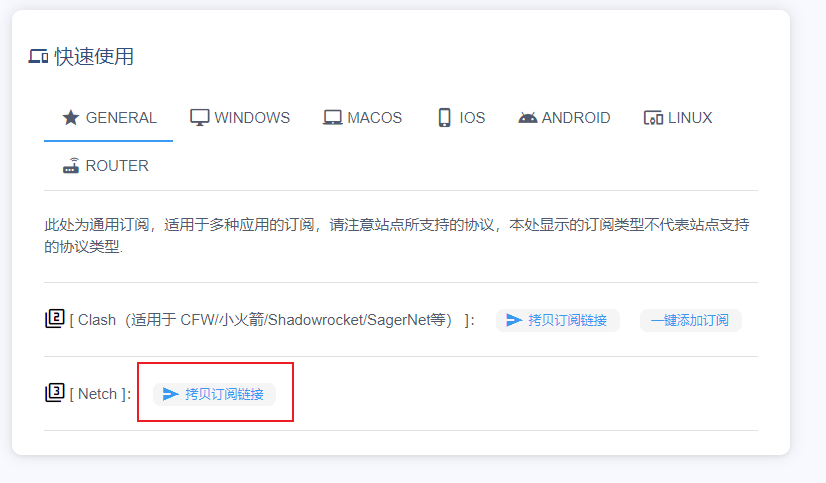 快速使用
GENERAL WINDOWS MACOS IOS ANDROID LINUX
ROUTER
此处为通用订阅，适用于多种应用的订阅，请注意站点所支持的协议，本处显示的订阅类型不代表站点支持
的协议类型.
2 [ Clash（适用于 CFW/小火箭/Shadowrocket/SagerNet等） ]： 拷贝订阅链接 一键添加订阅
3 [ Netch ]： 拷贝订阅链接